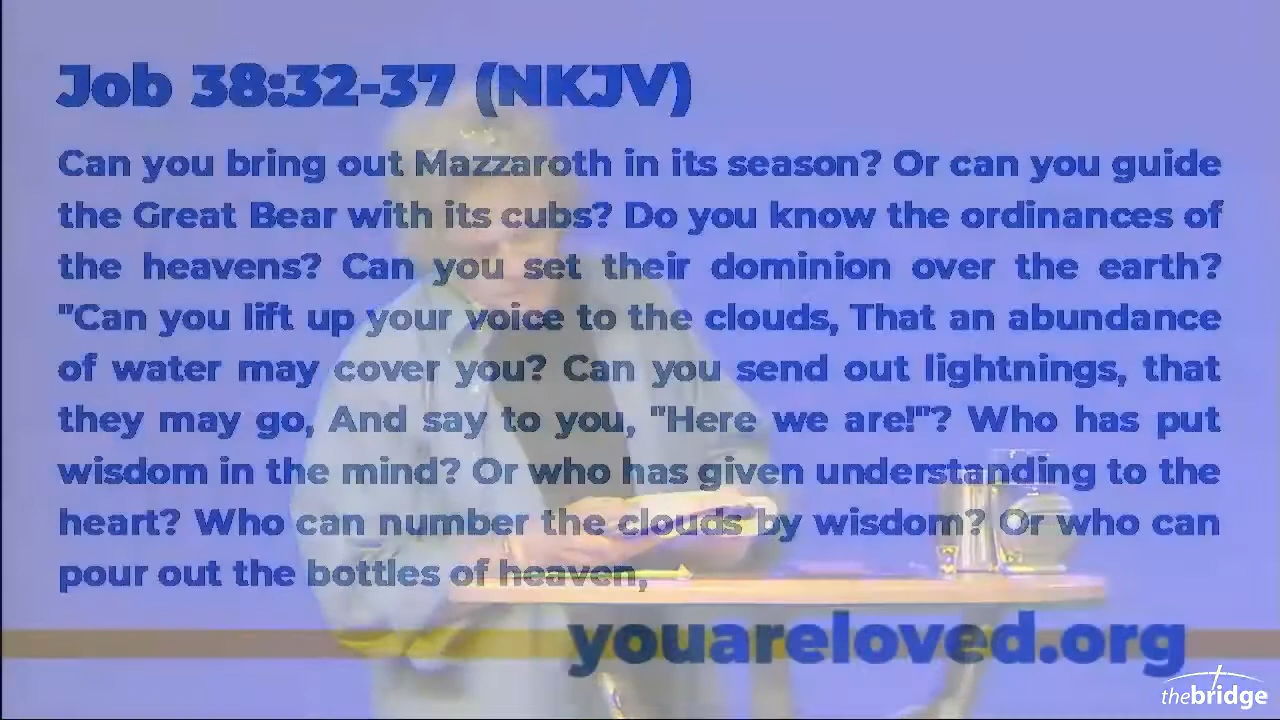 Job 38:32-37 (NKJV)
Can you bring out Mazzaroth in its season? Or can you guide
the Great Bear with its cubs? Do you know the ordinances of
the heavens? Can you set their dominion over the earth?
"Can you lift up your voice to the clouds, That an abundance
of water may cover you? Can you send out lightnings, that
they may go, And say to you, "Here we are!"? Who has put
wisdom in the mind? Or who has given understanding to the
heart? Who can number the clouds by wisdom? Or who can
pour out the bottles of heaven,
youareloved.org
thebridge